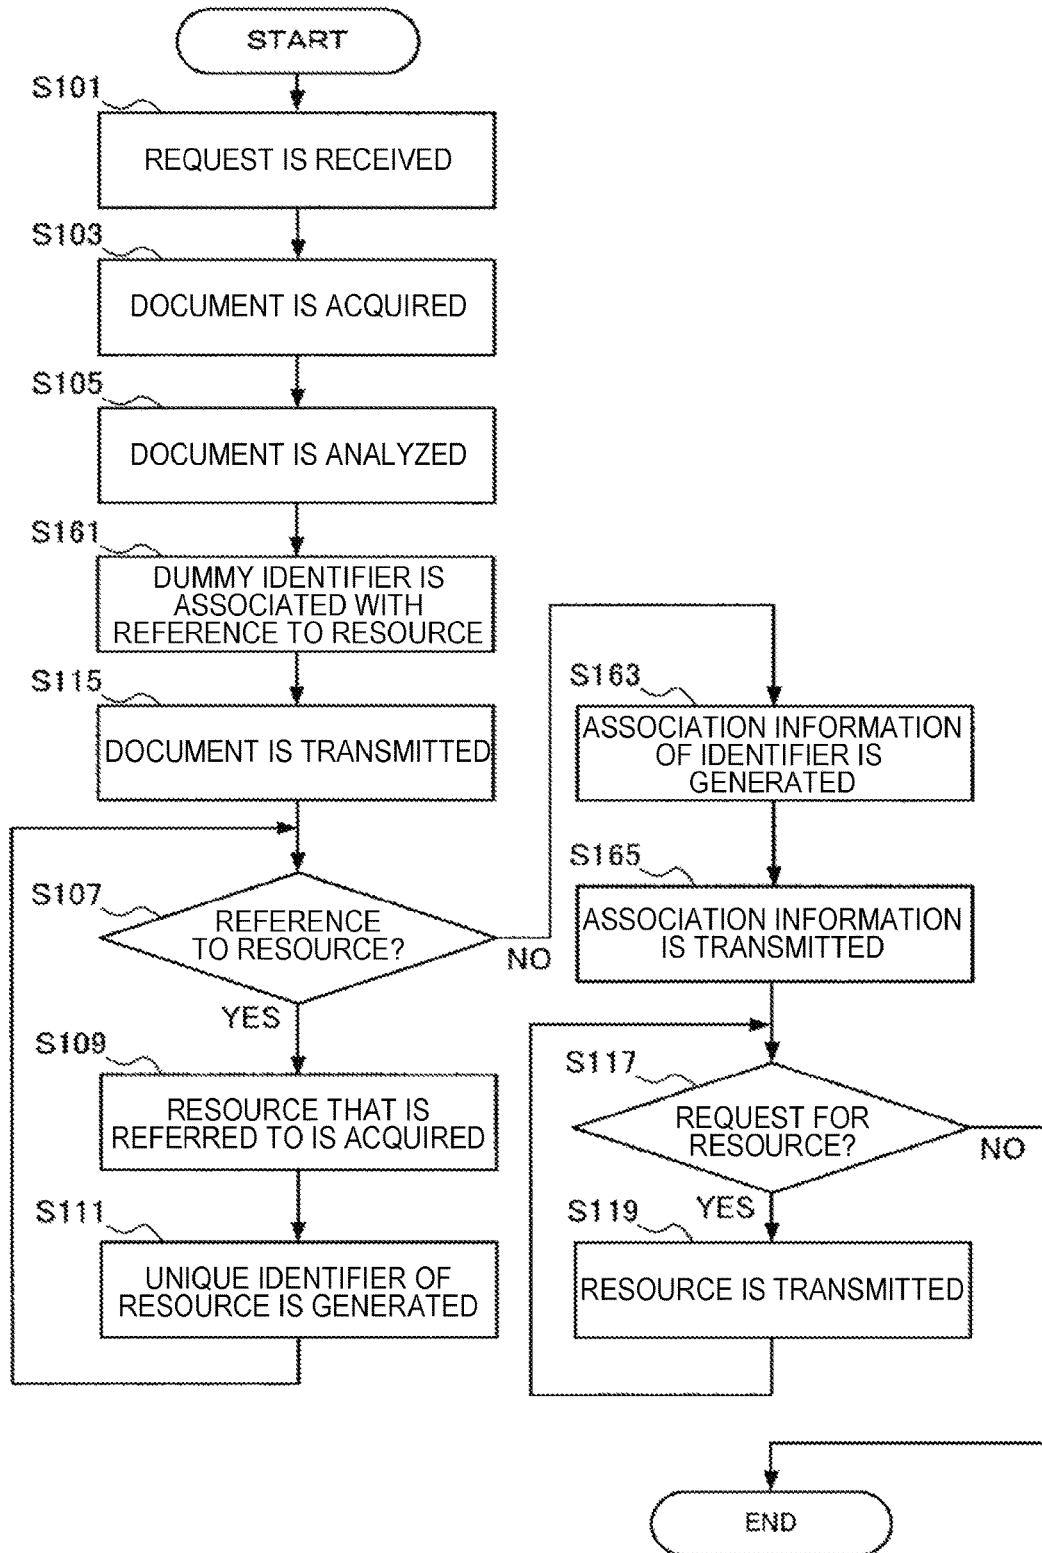 START
S101
REQUEST IS RECEIVED
S103
DOCUMENT IS ACQUIRED
S105
DOCUMENT IS ANALYZED
S161
DUMMY IDENTIFIER IS
ASSOCIATED WITH
REFERENCE TO RESOURCE
S115
DOCUMENT IS TRANSMITTED
S107
REFERENCE
TO RESOURCE?
NO
YES
S109
RESOURCE THAT IS
REFERRED TO IS ACQUIRED
S111
UNIQUE IDENTIFIER OF
RESOURCE IS GENERATED
S163
ASSOCIATION INFORMATION
OF IDENTIFIER IS
GENERATED
S165
ASSOCIATION INFORMATION
IS TRANSMITTED
S117
REQUEST FOR
RESOURCE?
NO
YES
S119
RESOURCE IS TRANSMITTED
END